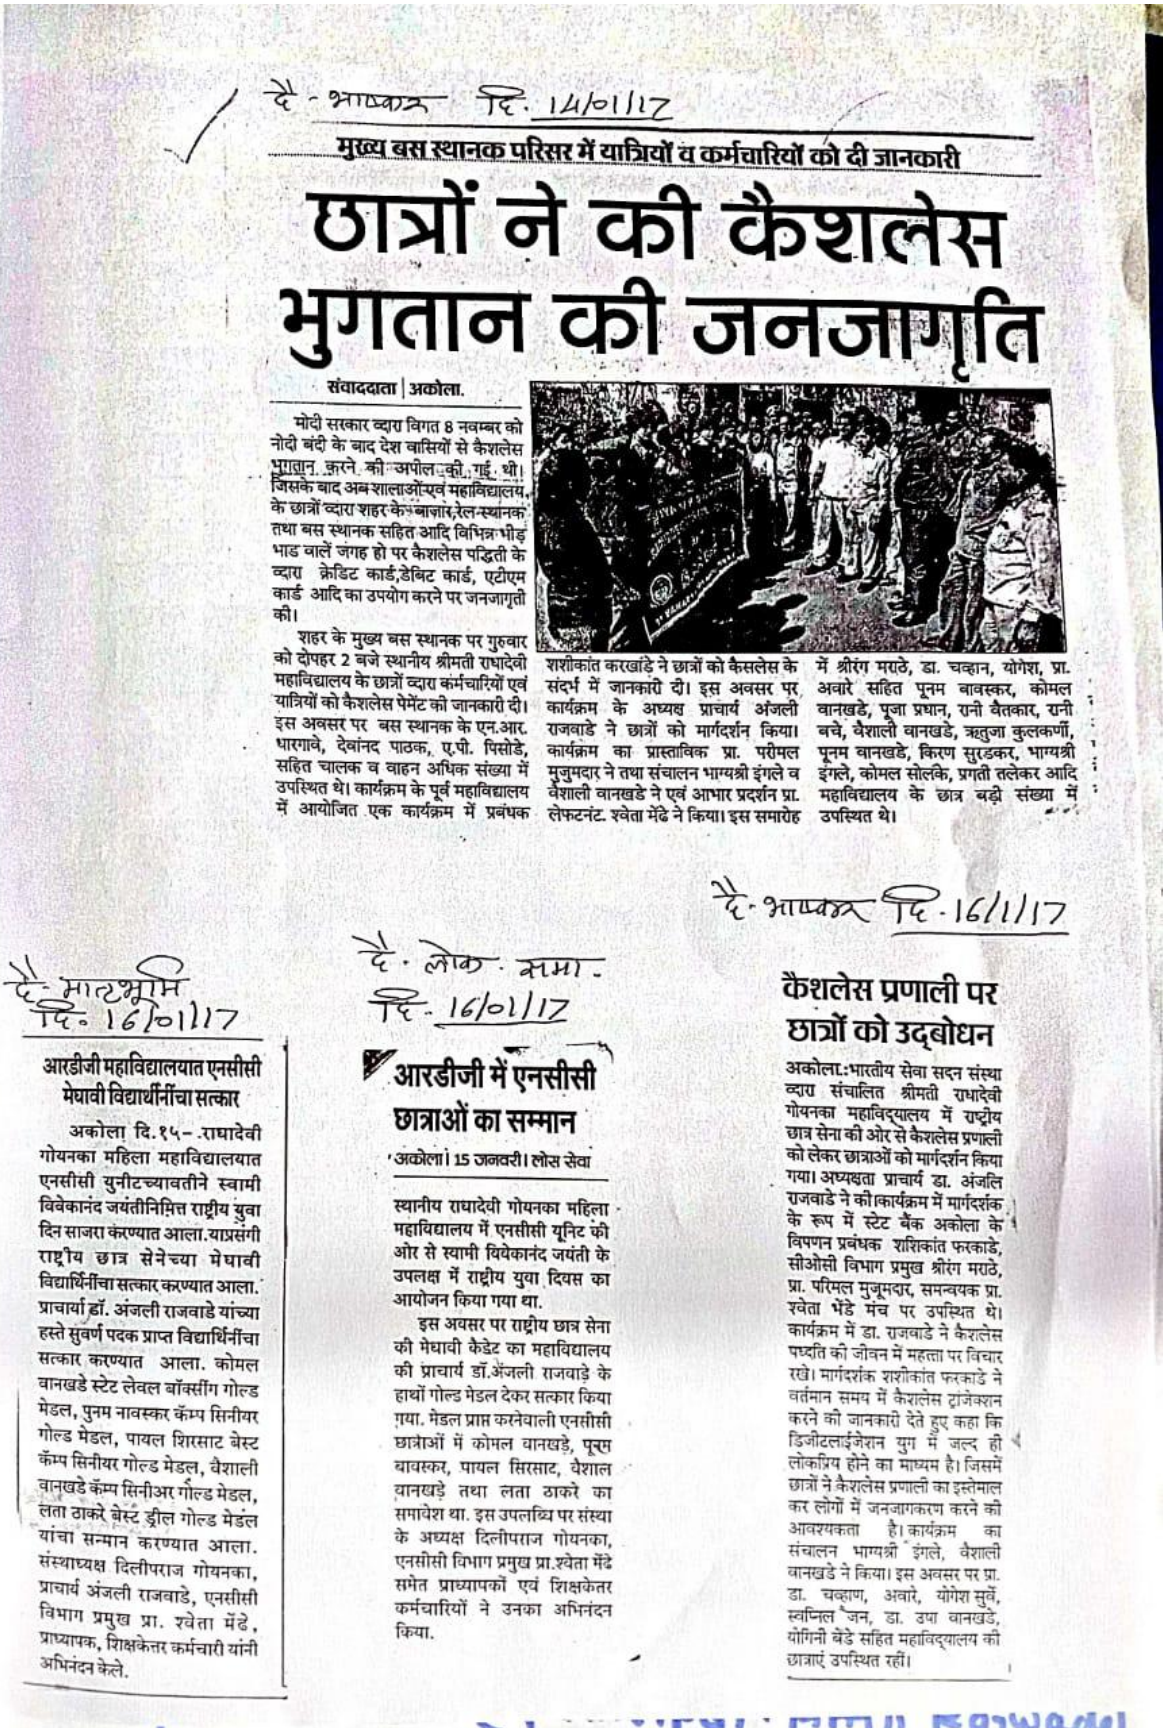 दै - भास्कर दि. 14/01/17
मुख्य बस स्थानक परिसर में यात्रियों व कर्मचारियों को दी जानकारी
छात्रों ने की कैशलेस
भुगतान की जनजागृति
संवाददाता | अकोला.
मोदी सरकार व्दारा विगत 8 नवम्बर को
नोदी बंदी के बाद देश वासियों से कैशलेस
भुगतान करने की अपील की गई थी।
जिसके बाद अब शालाओं एवं महाविद्यालय
के छात्रों व्दारा शहर के बाज़ार, रेल स्थानक
तथा बस स्थानक सहित आदि विभिन्न भीड़
भाड वालें जगह हो पर कैशलेस पद्धिती के
व्दारा क्रेडिट कार्ड,डेबिट कार्ड, एटीएम
कार्ड आदि का उपयोग करने पर जनजागृती
की।
शहर के मुख्य बस स्थानक पर गुरुवार
को दोपहर 2 बजे स्थानीय श्रीमती राधादेवी
महाविद्यालय के छात्रों व्दारा कर्मचारियों एवं
यात्रियों को कैशलेस पेमेंट की जानकारी दी।
इस अवसर पर बस स्थानक के एन.आर.
धारगावे, देवांनद पाठक, ए.पी. पिसोडे,
सहित चालक व वाहन अधिक संख्या में
उपस्थित थे। कार्यक्रम के पूर्व महाविद्यालय
में आयोजित एक कार्यक्रम में प्रबंधक
शशीकांत करखांडे ने छात्रों को कैसलेस के
संदर्भ में जानकारी दी। इस अवसर पर
कार्यक्रम के अध्यक्ष प्राचार्य अंजली
राजवाडे ने छात्रों को मार्गदर्शन किया।
कार्यक्रम का प्रास्ताविक प्रा. परीमल
मुजुमदार ने तथा संचालन भाग्यश्री इंगले व
वैशाली वानखडे ने एवं आभार प्रदर्शन प्रा.
लेफटनंट. श्वेता मेंढे ने किया। इस समारोह
में श्रीरंग मराठे, डा. चव्हान, योगेश, प्रा.
अवारे सहित पूनम बावस्कर, कोमल
वानखडे, पूजा प्रधान, रानी वैतकार, रानी
बचे, वैशाली वानखडे, ऋतुजा कुलकर्णी,
पूनम वानखडे, किरण सुरडकर, भाग्यश्री
इंगले, कोमल सोलंके, प्रगती तलेकर आदि
महाविद्यालय के छात्र बड़ी संख्या में
उपस्थित थे।
दै- मातृभूमि
दि. 16/01/17
आरडीजी महाविद्यालयात एनसीसी
मेघावी विद्यार्थीनींचा सत्कार
अकोला दि.१५- राधादेवी
गोयनका महिला महाविद्यालयात
एनसीसी युनीटच्यावतीने स्वामी
विवेकानंद जयंतीनिमित्त राष्ट्रीय युवा
दिन साजरा करण्यात आला.याप्रसंगी
राष्ट्रीय छात्र सेनेच्या मेघावी
विद्यार्थिनींचा सत्कार करण्यात आला.
प्राचार्या डॉ. अंजली राजवाडे यांच्या
हस्ते सुवर्ण पदक प्राप्त विद्यार्थिनींचा
सत्कार करण्यात आला. कोमल
वानखडे स्टेट लेवल बॉक्सींग गोल्ड
मेडल, पुनम नावस्कर कॅम्प सिनीयर
गोल्ड मेडल, पायल शिरसाट बेस्ट
कॅम्प सिनीयर गोल्ड मेडल, वैशाली
वानखडे कॅम्प सिनीअर गोल्ड मेडल,
लता ठाकरे बेस्ट ड्रील गोल्ड मेडल
यांचा सन्मान करण्यात आला.
संस्थाध्यक्ष दिलीपराज गोयनका,
प्राचार्य अंजली राजवाडे, एनसीसी
विभाग प्रमुख प्रा. श्वेता मेंढे,
प्राध्यापक, शिक्षकेत्तर कर्मचारी यांनी
अभिनंदन केले.
दै- लोक. समा-
दि- 16/01/17
आरडीजी में एनसीसी
छात्राओं का सम्मान
अकोला। 15 जनवरी। लोस सेवा
स्थानीय राधादेवी गोयनका महिला
महाविद्यालय में एनसीसी यूनिट की
ओर से स्वामी विवेकानंद जयंती के
उपलक्ष में राष्ट्रीय युवा दिवस का
आयोजन किया गया था.
इस अवसर पर राष्ट्रीय छात्र सेना
की मेघावी कैडेट का महाविद्यालय
की प्राचार्य डॉ.अंजली राजवाड़े के
हाथों गोल्ड मेडल देकर सत्कार किया
गया. मेडल प्राप्त करनेवाली एनसीसी
छात्राओं में कोमल वानखड़े, पूनम
बावस्कर, पायल सिरसाट, वैशाल
वानखड़े तथा लता ठाकरे का
समावेश था. इस उपलब्धि पर संस्था
के अध्यक्ष दिलीपराज गोयनका,
एनसीसी विभाग प्रमुख प्रा.श्वेता मेंढे
समेत प्राध्यापकों एवं शिक्षकेतर
कर्मचारियों ने उनका अभिनंदन
किया.
दै- भास्कर दि -16/1/17
कैशलेस प्रणाली पर
छात्रों को उद्‌बोधन
अकोला.:भारतीय सेवा सदन संस्था
व्दारा संचालित श्रीमती राधादेवी
गोयनका महाविद्‌यालय में राष्ट्रीय
छात्र सेना की ओर से कैशलेस प्रणाली
को लेकर छात्राओं को मार्गदर्शन किया
गया। अध्यक्षता प्राचार्य डा. अंजलि
राजवाडे ने की।कार्यक्रम में मार्गदर्शक
के रूप में स्टेट बैंक अकोला के
विपणन प्रबंधक शशिकांत फरकाडे,
सीओसी विभाग प्रमुख श्रीरंग मराठे,
प्रा. परिमल मुजूमदार, समन्वयक प्रा.
श्वेता भेंडे मंच पर उपस्थित थे।
कार्यक्रम में डा. राजवाडे ने कैशलेस
पध्दति की जीवन में महत्ता पर विचार
रखे। मार्गदर्शक शशीकांत फरकाडे ने
वर्तमान समय में कैशलेस ट्रांजेक्शन
करने की जानकारी देते हुए कहा कि
डिजीटलाईजेशन युग में जल्द ही
लोकप्रिय होने का माध्यम है। जिसमें
छात्रों ने कैशलेस प्रणाली का इस्तेमाल
कर लोगों में जनजागकरण करने की
आवश्यकता है। कार्यक्रम का
संचालन भाग्यश्री इंगले, वैशाली
वानखडे ने किया। इस अवसर पर प्रा.
डा. चव्हाण, अवारे, योगेश सुर्वे,
स्वप्निल जैन, डा. उषा वानखडे,
योगिनी बेंडे सहित महाविद्‌यालय की
छात्राएं उपस्थित रहीं।